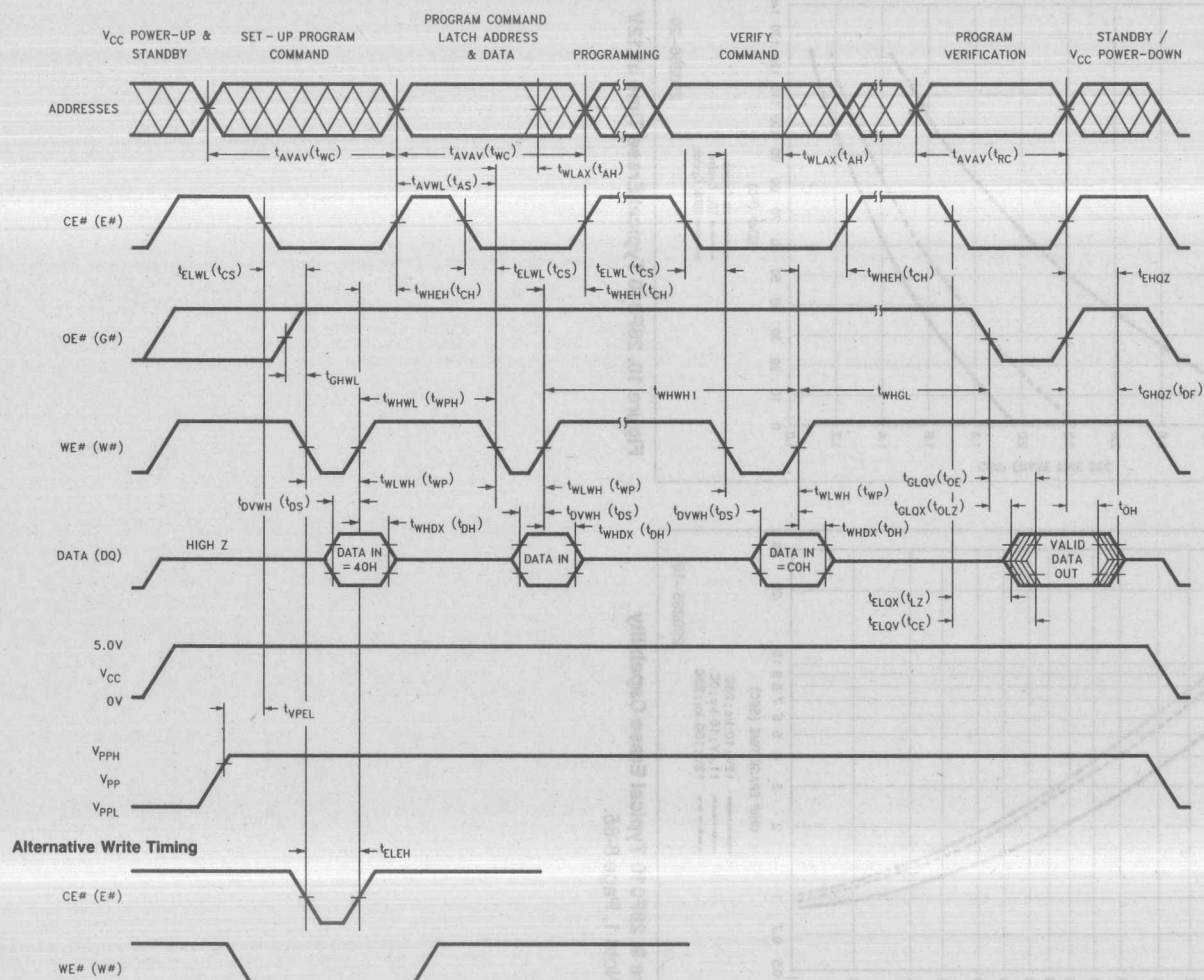 V_CC POWER-UP & STANDBY
SET-UP PROGRAM COMMAND
PROGRAM COMMAND LATCH ADDRESS & DATA
PROGRAMMING
VERIFY COMMAND
PROGRAM VERIFICATION
STANDBY / V_CC POWER-DOWN
ADDRESSES
t_AVAV(t_WC)
t_AVAV(t_WC)
t_WLAX(t_AH)
t_WLAX(t_AH)
t_AVAV(t_RC)
t_AVWL(t_AS)
CE# (E#)
t_ELWL(t_CS)
t_ELWL(t_CS)
t_ELWL(t_CS)
t_WHEH(t_CH)
t_EHQZ
t_WHEH(t_CH)
t_WHEH(t_CH)
OE# (G#)
t_GHWL
t_WHWL (t_WPH)
t_WHWH1
t_WHGL
t_GHQZ(t_DF)
WE# (W#)
t_WLWH (t_WP)
t_WLWH (t_WP)
t_WLWH (t_WP)
t_GLQV(t_OE)
t_DVWH (t_DS)
t_DVWH (t_DS)
t_DVWH(t_DS)
t_GLQX(t_OLZ)
t_OH
t_WHDX (t_DH)
t_WHDX (t_DH)
t_WHDX(t_DH)
DATA (DQ)
HIGH Z
DATA IN = 40H
DATA IN
DATA IN =C0H
VALID DATA OUT
t_ELQX(t_LZ)
t_ELQV(t_CE)
5.0V
V_CC
0V
t_VPEL
V_PPH
V_PP
V_PPL
Alternative Write Timing
t_ELEH
CE# (E#)
WE# (W#)